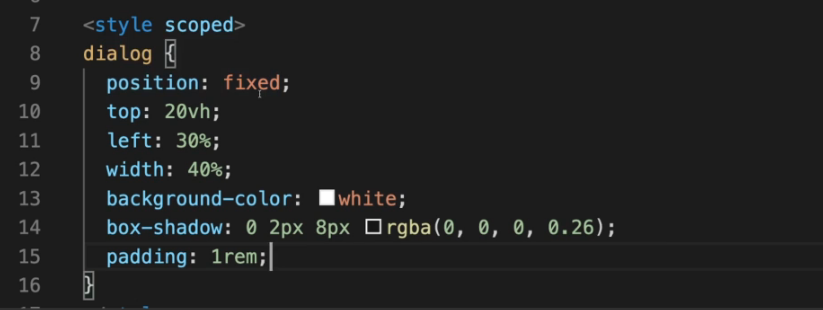 7 <style scoped>
8 dialog {
9 position: fixed;
10 top: 20vh;
11 left: 30%;
12 width: 40%;
13 background-color: white;
14 box-shadow: 0 2px 8px rgba(0, 0, 0, 0.26);
15 padding: 1rem;
16 }